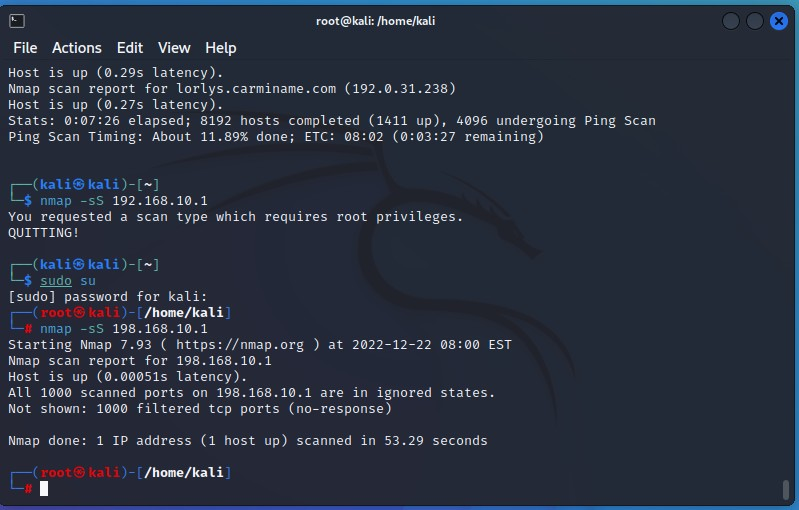 root@kali: /home/kali
File Actions Edit View Help
Host is up (0.29s latency).
Nmap scan report for lorlys.carminame.com (192.0.31.238)
Host is up (0.27s latency).
Stats: 0:07:26 elapsed; 8192 hosts completed (1411 up), 4096 undergoing Ping Scan
Ping Scan Timing: About 11.89% done; ETC: 08:02 (0:03:27 remaining)
┌──(kali㉿kali)-[~]
└─$ nmap -sS 192.168.10.1
You requested a scan type which requires root privileges.
QUITTING!
┌──(kali㉿kali)-[~]
└─$ sudo su
[sudo] password for kali:
┌──(root㉿kali)-[/home/kali]
└─# nmap -sS 198.168.10.1
Starting Nmap 7.93 ( https://nmap.org ) at 2022-12-22 08:00 EST
Nmap scan report for 198.168.10.1
Host is up (0.00051s latency).
All 1000 scanned ports on 198.168.10.1 are in ignored states.
Not shown: 1000 filtered tcp ports (no-response)
Nmap done: 1 IP address (1 host up) scanned in 53.29 seconds
┌──(root㉿kali)-[/home/kali]
└─#